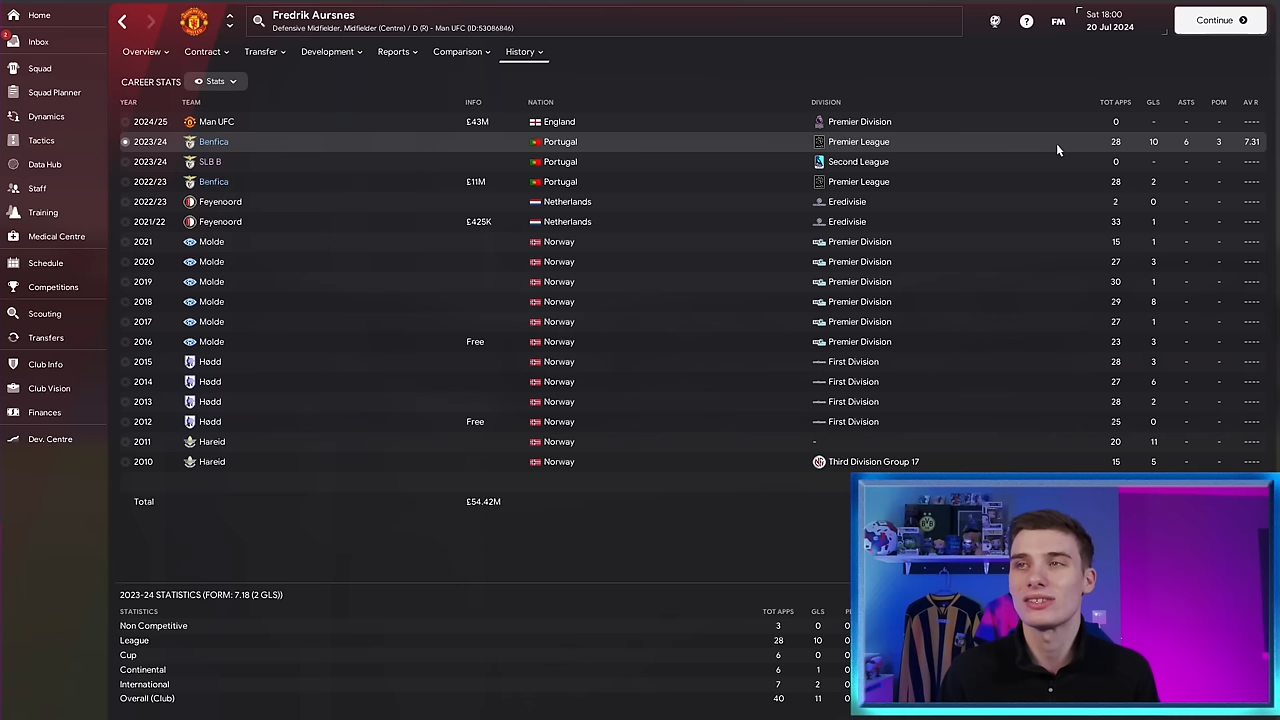 Home
Inbox
2
Squad
Squad Planner
Dynamics
Tactics
Data Hub
Staff
Training
Medical Centre
Schedule
Competitions
Scouting
Transfers
Club Info
Club Vision
Finances
Dev. Centre
Fredrik Aursnes
Defensive Midfielder, Midfielder (Centre) / D (R) - Man UFC (ID:53086846)
FM
Sat 18:00
20 Jul 2024
Continue
Overview Contract Transfer Development Reports Comparison History
CAREER STATS Stats
YEAR TEAM INFO NATION DIVISION TOT APPS GLS ASTS POM AV R
2024/25 Man UFC £43M England Premier Division 0 - - - ----
2023/24 Benfica Portugal Premier League 28 10 6 3 7.31
2023/24 SLB B Portugal Second League 0 - - - ----
2022/23 Benfica £11M Portugal Premier League 28 2 - - ----
2022/23 Feyenoord Netherlands Eredivisie 2 0 - - ----
2021/22 Feyenoord £425K Netherlands Eredivisie 33 1 - - ----
2021 Molde Norway Premier Division 15 1 - - ----
2020 Molde Norway Premier Division 27 3 - - ----
2019 Molde Norway Premier Division 30 1 - - ----
2018 Molde Norway Premier Division 29 8 - - ----
2017 Molde Norway Premier Division 27 1 - - ----
2016 Molde Free Norway Premier Division 23 3 - - ----
2015 Hødd Norway First Division 28 3 - - ----
2014 Hødd Norway First Division 27 6 - - ----
2013 Hødd Norway First Division 28 2 - - ----
2012 Hødd Free Norway First Division 25 0 - - ----
2011 Hareid Norway - 20 11 - - ----
2010 Hareid Norway Third Division Group 17 15 5 - - ----
Total £54.42M
2023-24 STATISTICS (FORM: 7.18 (2 GLS))
STATISTICS TOT APPS GLS
Non Competitive 3 0 0
League 28 10 0
Cup 6 0 0
Continental 6 1 0
International 7 2 0
Overall (Club) 40 11 0